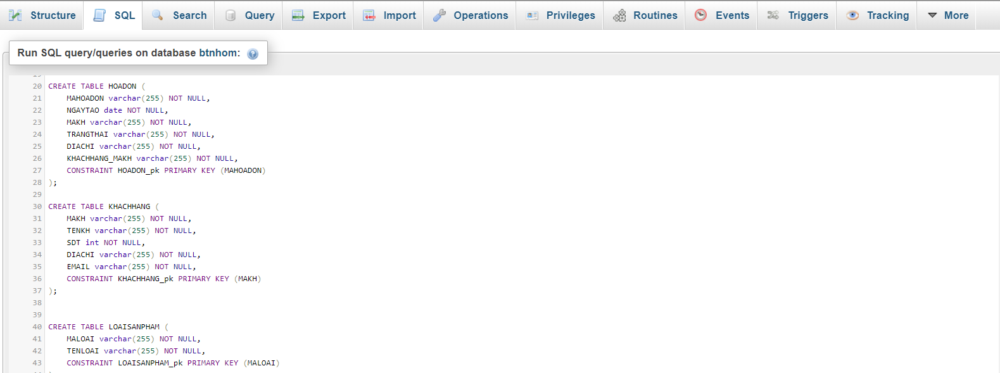 Structure SQL Search Query Export Import Operations Privileges Routines Events Triggers Tracking More
Run SQL query/queries on database btnhom:
20 CREATE TABLE HOADON (
21 MAHOADON varchar(255) NOT NULL,
22 NGAYTAO date NOT NULL,
23 MAKH varchar(255) NOT NULL,
24 TRANGTHAI varchar(255) NOT NULL,
25 DIACHI varchar(255) NOT NULL,
26 KHACHHANG_MAKH varchar(255) NOT NULL,
27 CONSTRAINT HOADON_pk PRIMARY KEY (MAHOADON)
28 );
29
30 CREATE TABLE KHACHHANG (
31 MAKH varchar(255) NOT NULL,
32 TENKH varchar(255) NOT NULL,
33 SDT int NOT NULL,
34 DIACHI varchar(255) NOT NULL,
35 EMAIL varchar(255) NOT NULL,
36 CONSTRAINT KHACHHANG_pk PRIMARY KEY (MAKH)
37 );
38
39
40 CREATE TABLE LOAISANPHAM (
41 MALOAI varchar(255) NOT NULL,
42 TENLOAI varchar(255) NOT NULL,
43 CONSTRAINT LOAISANPHAM_pk PRIMARY KEY (MALOAI)